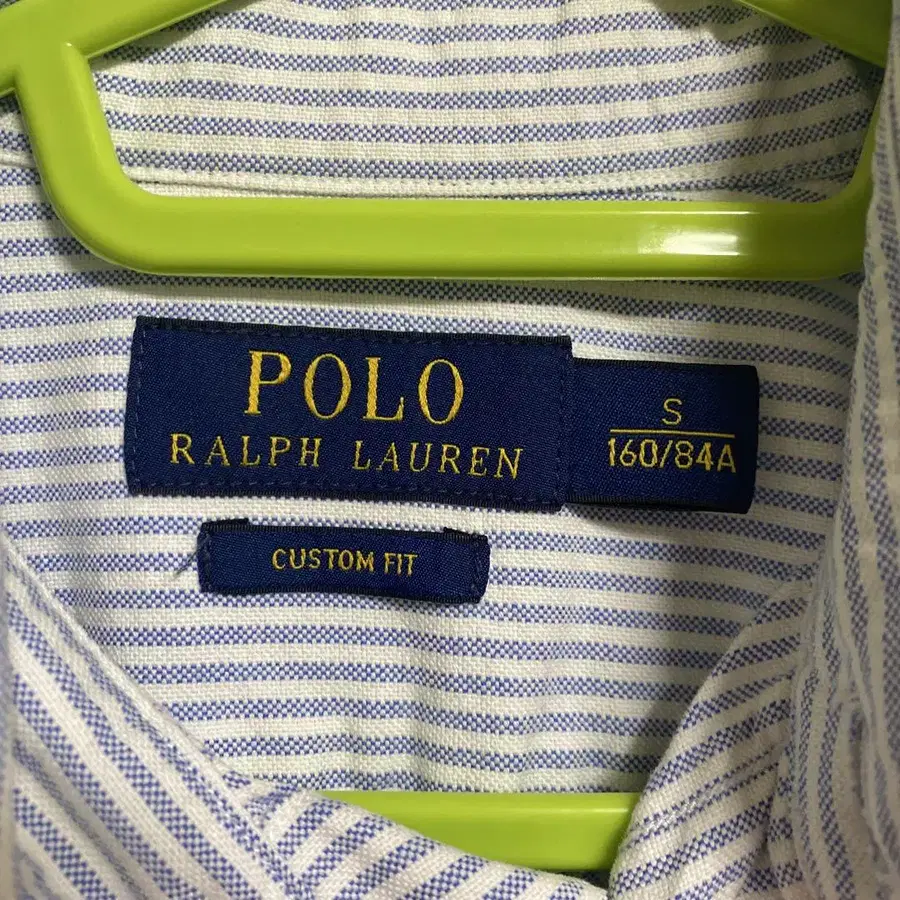 POLO
RALPH LAUREN
S
160/84A
CUSTOM FIT